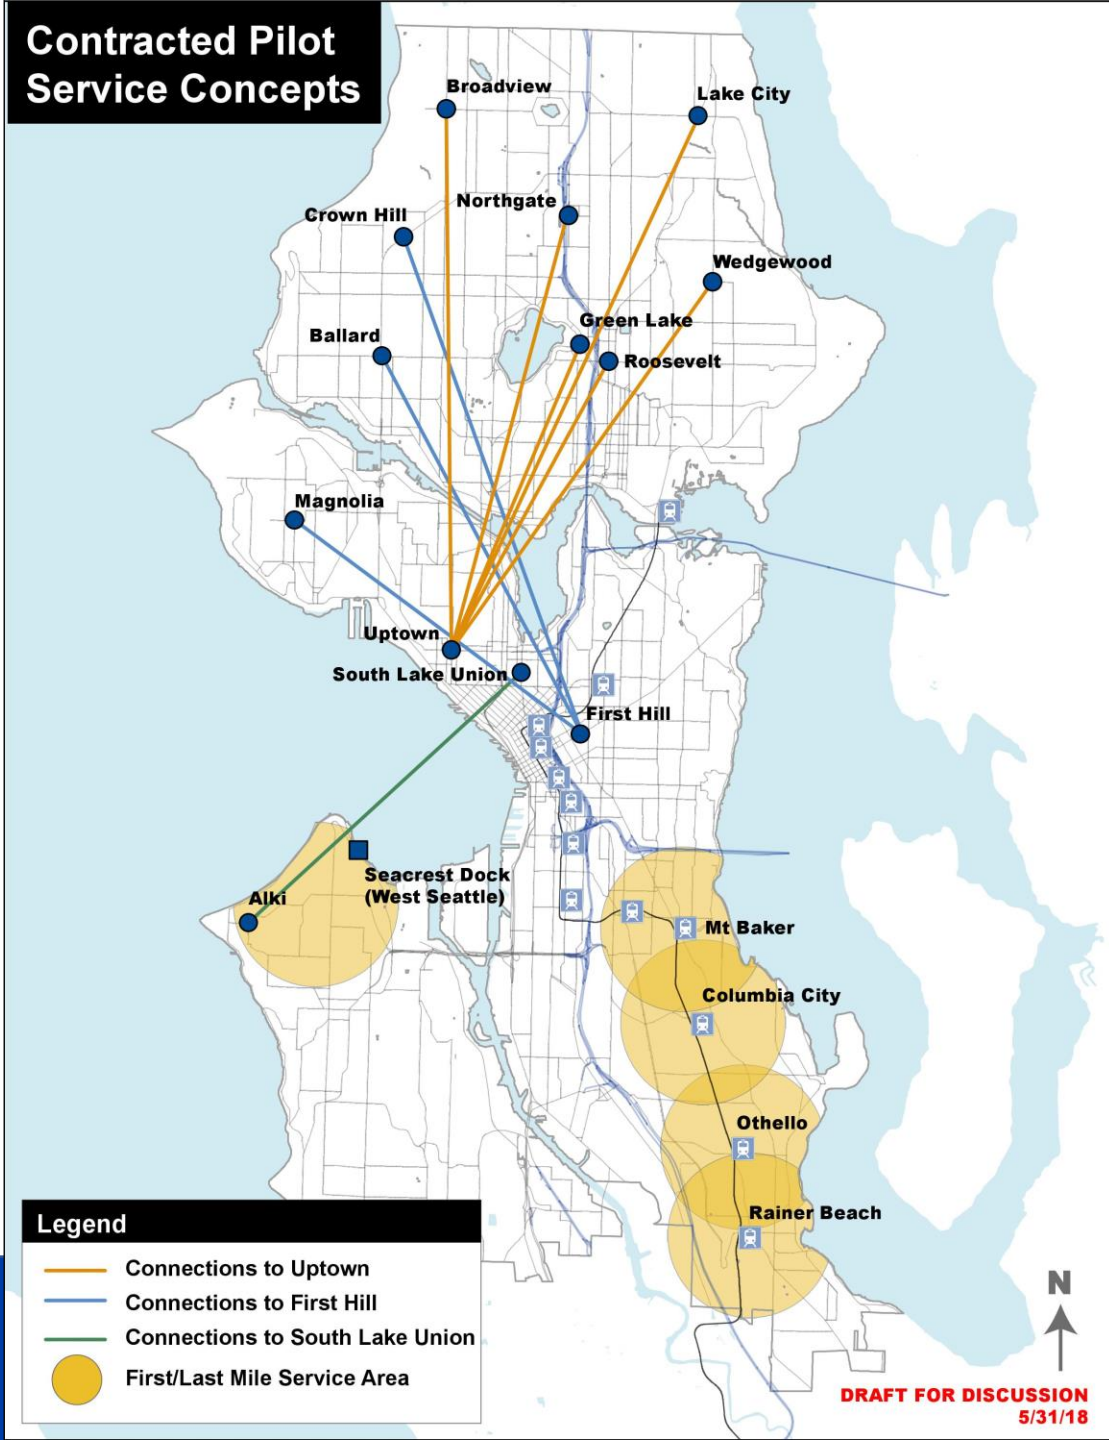 Contracted Pilot
Service Concepts
Broadview
Lake City
Northgate
Crown Hill
Wedgewood
Green Lake
Ballard
Roosevelt
Magnolia
Uptown
South Lake Union
First Hill
Seacrest Dock
(West Seattle)
Alki
Mt Baker
Columbia City
Othello
Rainer Beach
Legend
Connections to Uptown
Connections to First Hill
Connections to South Lake Union
First/Last Mile Service Area
N
DRAFT FOR DISCUSSION
5/31/18